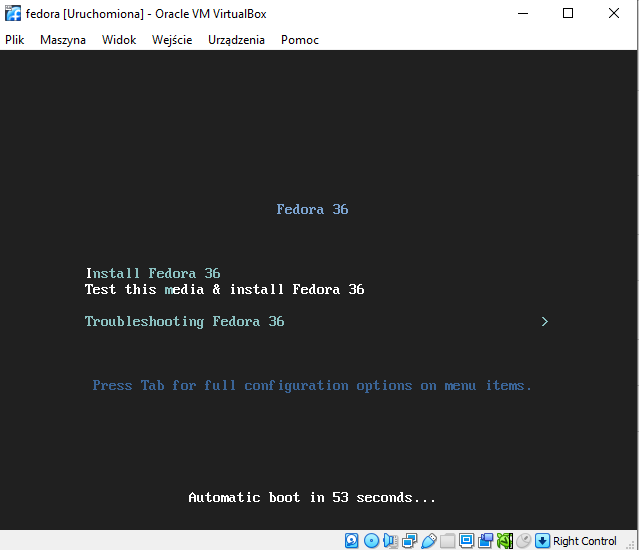 fedora [Uruchomiona] - Oracle VM VirtualBox
Plik Maszyna Widok Wejście Urządzenia Pomoc
Fedora 36
Install Fedora 36
Test this media & install Fedora 36
Troubleshooting Fedora 36 >
Press Tab for full configuration options on menu items.
Automatic boot in 53 seconds...
Right Control